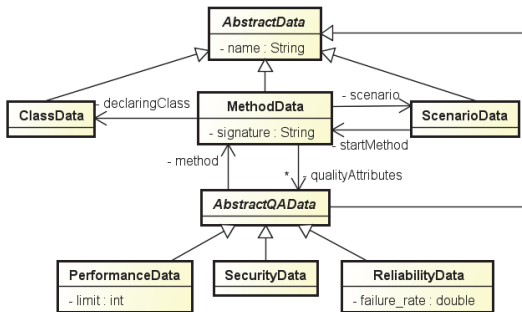 AbstractData
- name : String
- declaringClass
- scenario
ClassData
MethodData
ScenarioData
- signature : String
- startMethod
- method
* - qualityAttributes
AbstractQAData
PerformanceData
SecurityData
ReliabilityData
- limit : int
- failure_rate : double